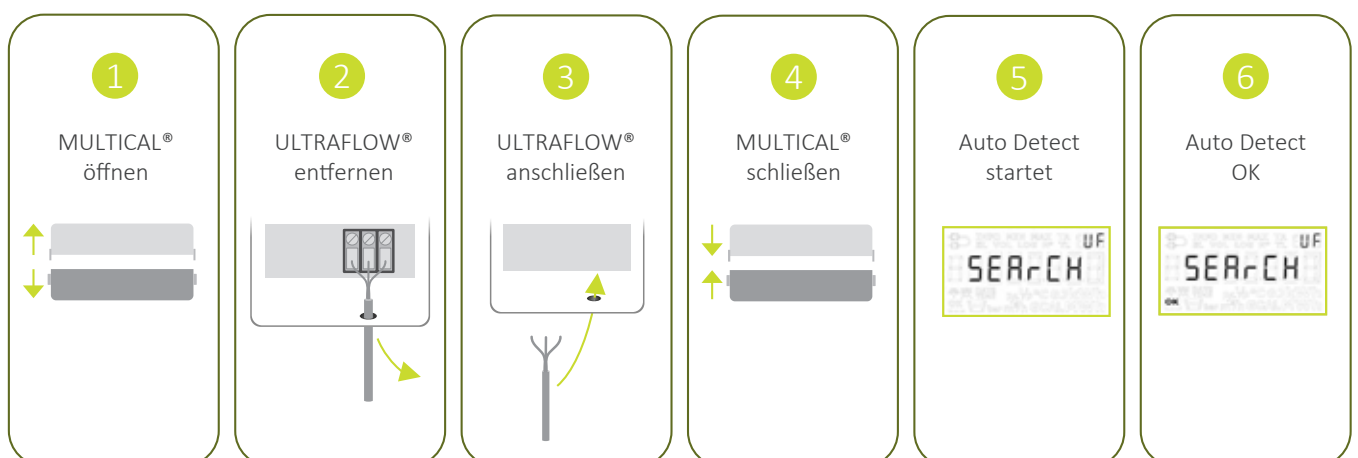 1
MULTICAL®
öffnen
2
ULTRAFLOW®
entfernen
3
ULTRAFLOW®
anschließen
4
MULTICAL®
schließen
5
Auto Detect
startet
UF
SEArCH
6
Auto Detect
OK
UF
SEArCH
OK